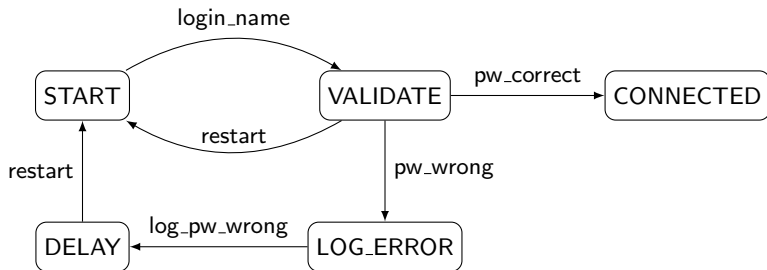 login_name
START
VALIDATE
pw_correct
CONNECTED
restart
restart
pw_wrong
DELAY
log_pw_wrong
LOG_ERROR